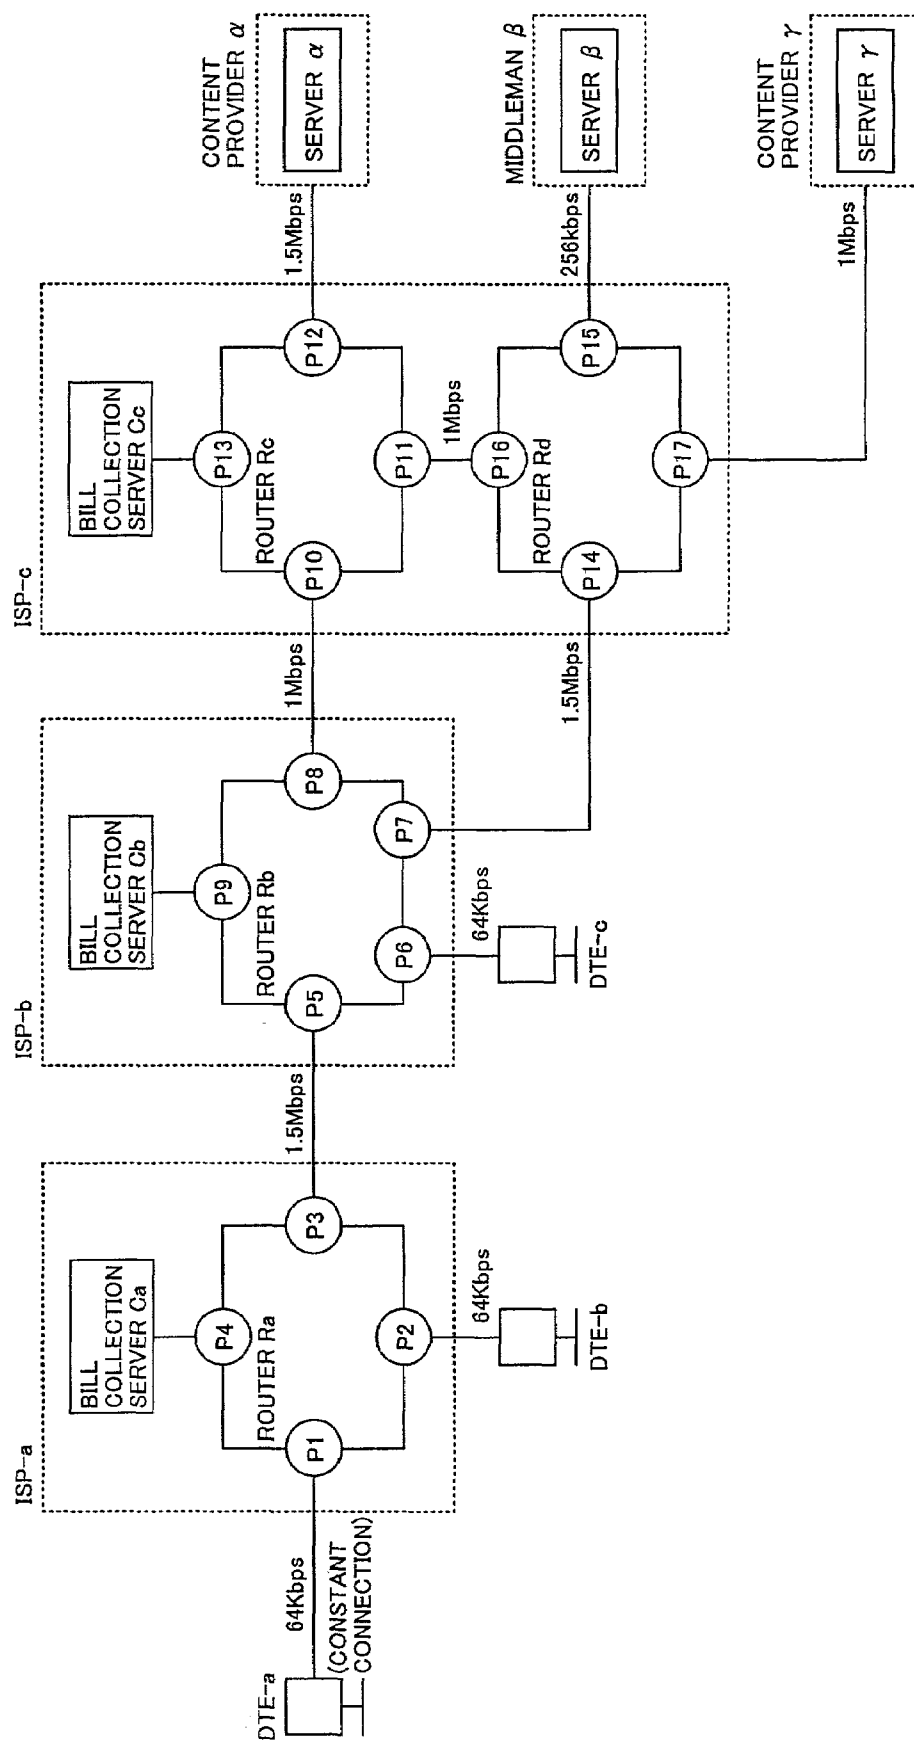 ISP-a
BILL
COLLECTION
SERVER Ca
P4
ROUTER Ra
P1
P3
P2
DTE-a
64Kbps
(CONSTANT
CONNECTION)
64Kbps
DTE-b
1.5Mbps
ISP-b
BILL
COLLECTION
SERVER Cb
P9
ROUTER Rb
P5
P8
P6
P7
64Kbps
DTE-c
1Mbps
1.5Mbps
ISP-c
BILL
COLLECTION
SERVER Cc
P13
ROUTER Rc
P10
P12
P11
1Mbps
P16
ROUTER Rd
P14
P15
P17
1.5Mbps
CONTENT
PROVIDER α
SERVER α
256kbps
MIDDLEMAN β
SERVER β
1Mbps
CONTENT
PROVIDER γ
SERVER γ